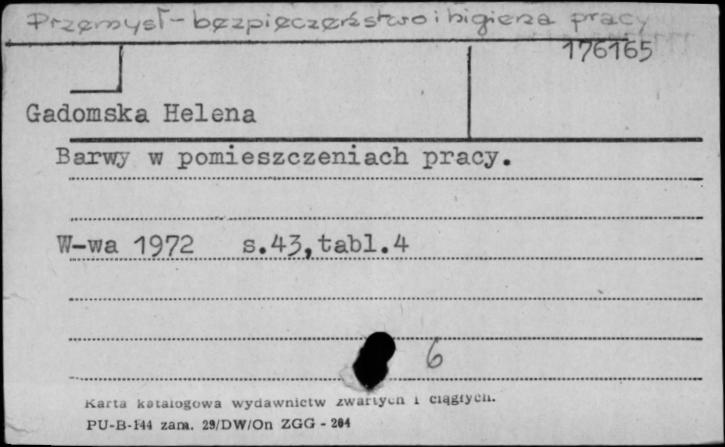 Przemysł - bezpieczeństwo i higiena pracy
176165
Gadomska Helena
Barwy w pomieszczeniach pracy.
W-wa 1972 s.43,tabl.4
6
Karta katalogowa wydawnictw zwartych i ciągłych.
PU-B-144 zam. 29/DW/On ZGG - 204